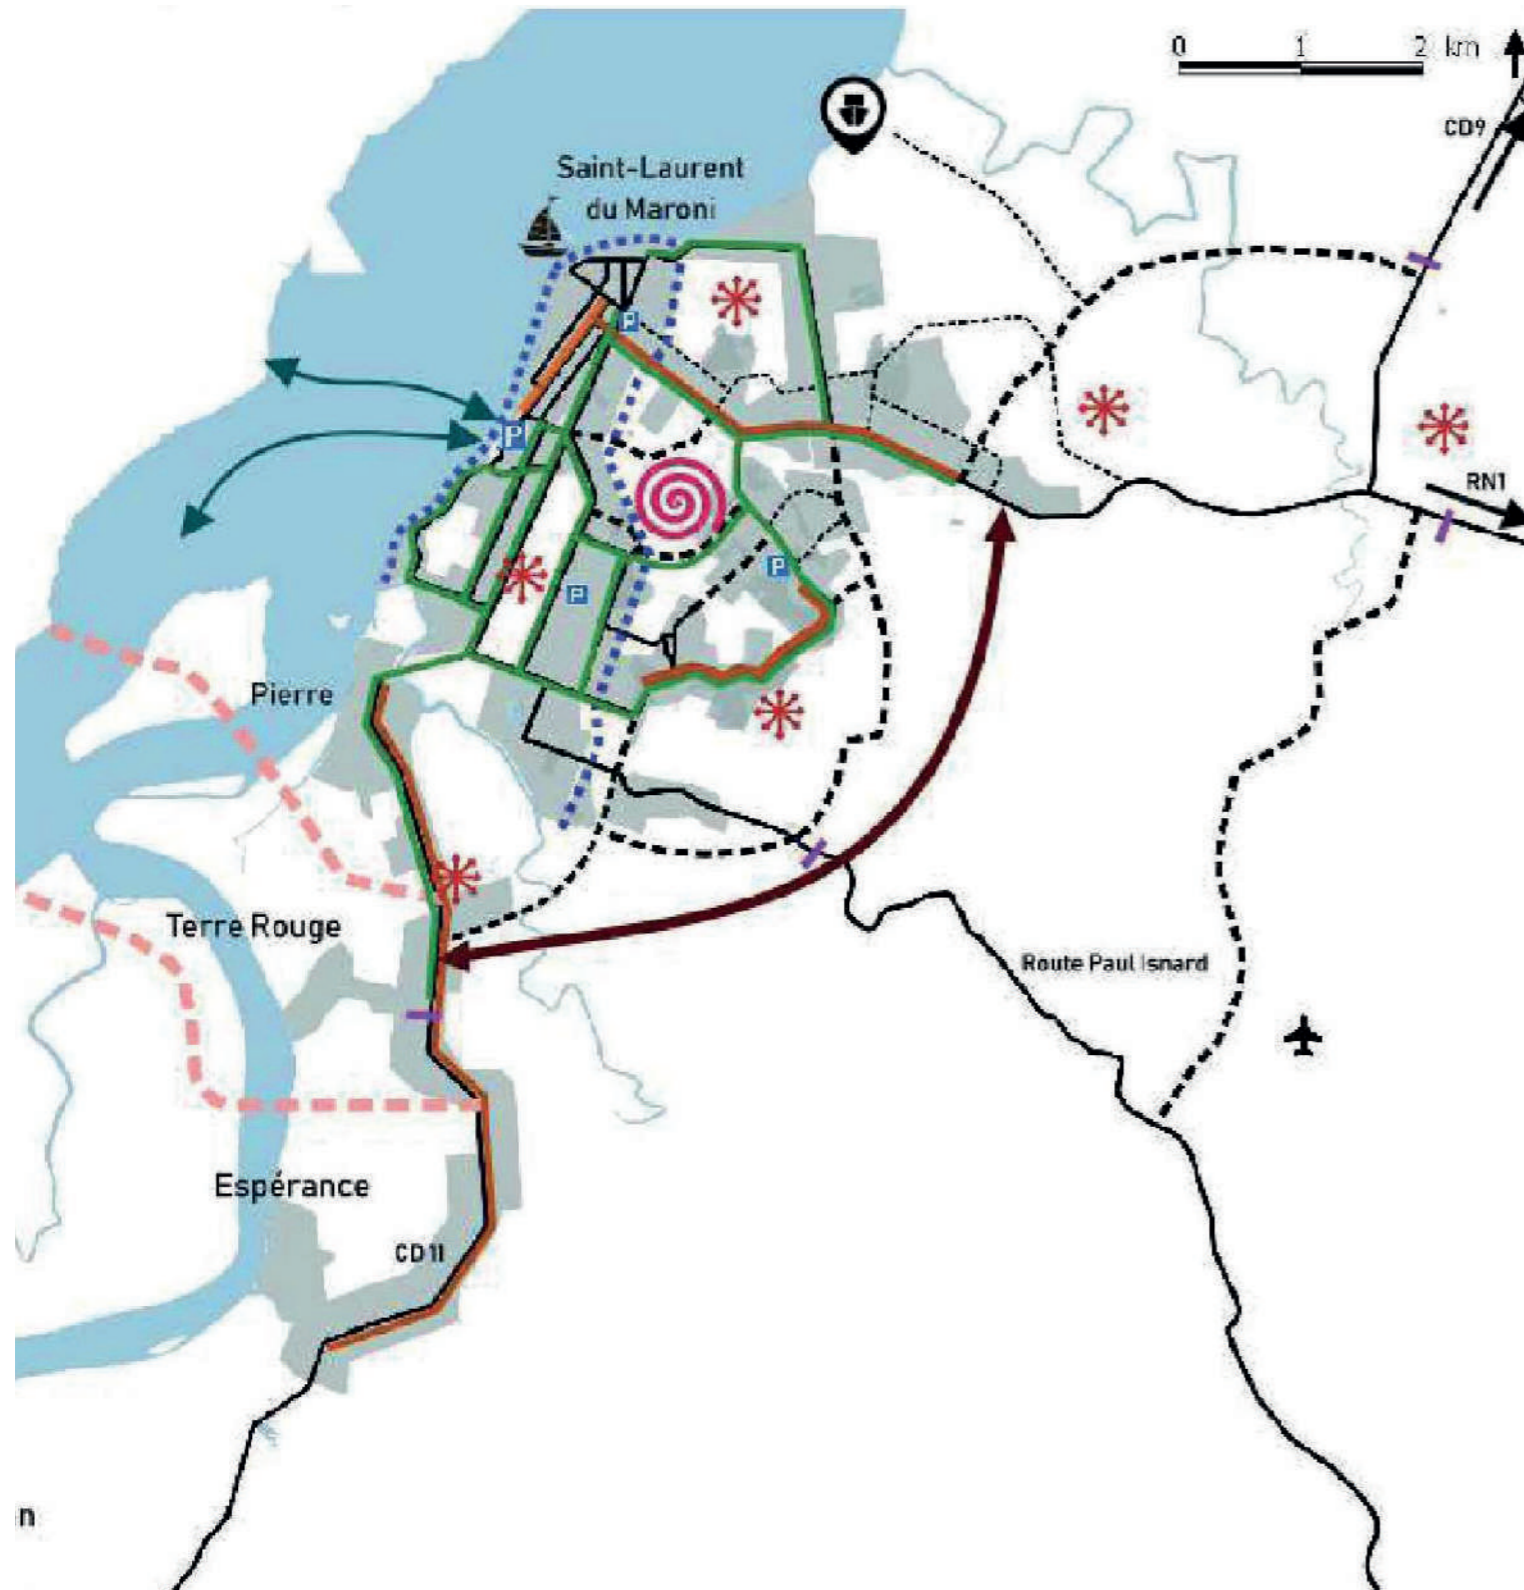 0 1 2 km
CD9
Saint-Laurent
du Maroni
P
P
RN1
P
P
Pierre
Terre Rouge
Route Paul Isnard
Espérance
CD11
n